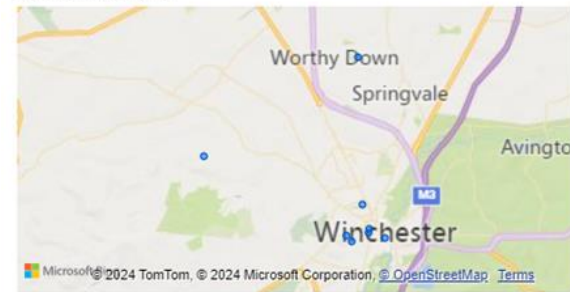 Worthy Down
Springvale
Avingto
M3
Winchester
Microsoft © 2024 TomTom, © 2024 Microsoft Corporation, © OpenStreetMap Terms